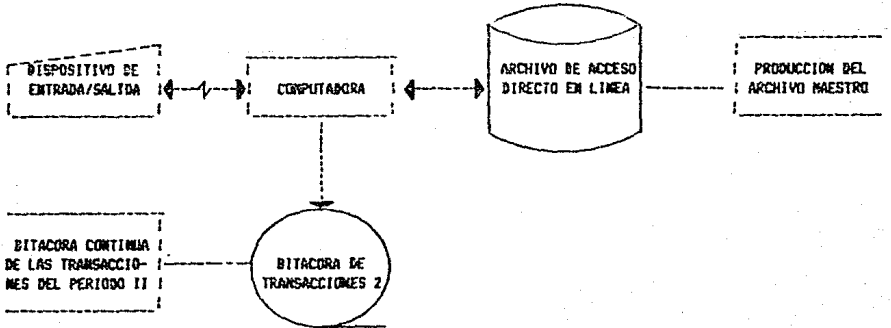 DISPOSITIVO DE
ENTRADA/SALIDA
COMPUTADORA
ARCHIVO DE ACCESO
DIRECTO EN LINEA
PRODUCCION DEL
ARCHIVO MAESTRO
BITACORA CONTINUA
DE LAS TRANSACCIO-
NES DEL PERIODO II
BITACORA DE
TRANSACCIONES 2